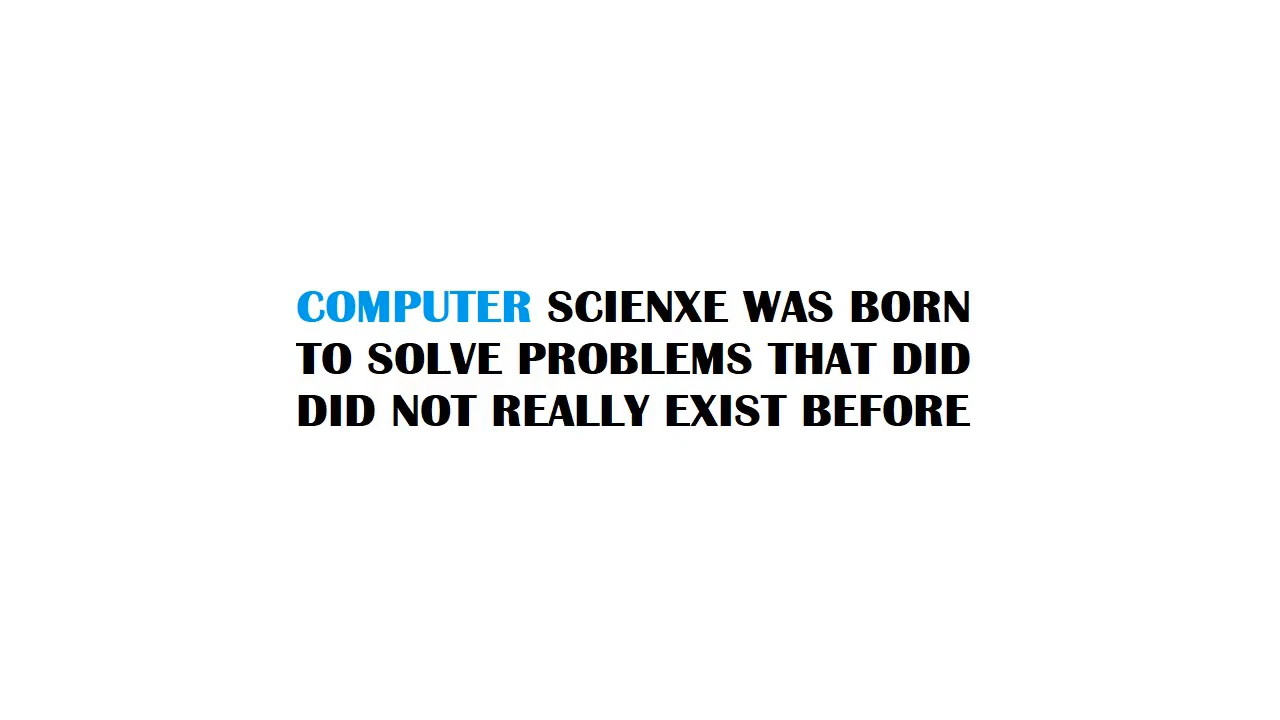 COMPUTER SCIENXE WAS BORN
TO SOLVE PROBLEMS THAT DID
DID NOT REALLY EXIST BEFORE